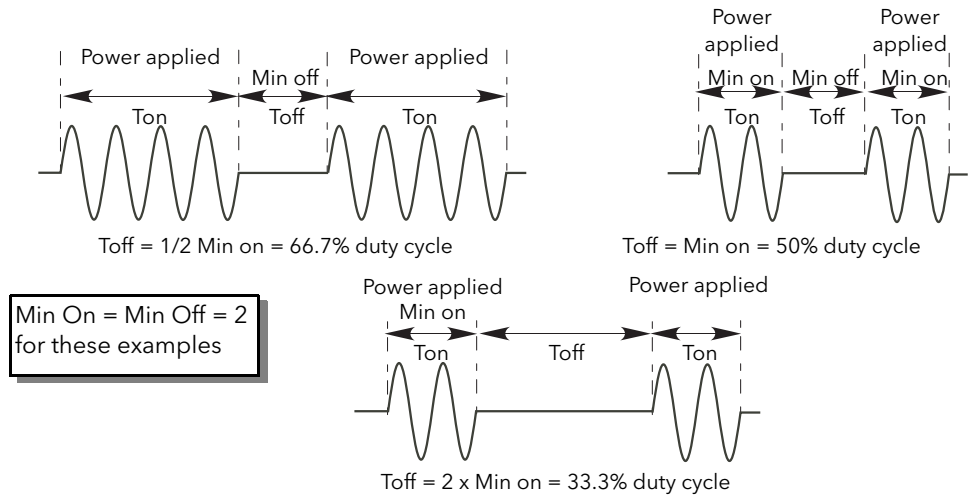 Power applied
Min off
Power applied
Ton
Toff
Ton
Toff = 1/2 Min on = 66.7% duty cycle
Power
applied
Power
applied
Min on
Min off
Min on
Ton
Toff
Ton
Toff = Min on = 50% duty cycle
Min On = Min Off = 2
for these examples
Power applied
Min on
Power applied
Ton
Toff
Ton
Toff = 2 x Min on = 33.3% duty cycle